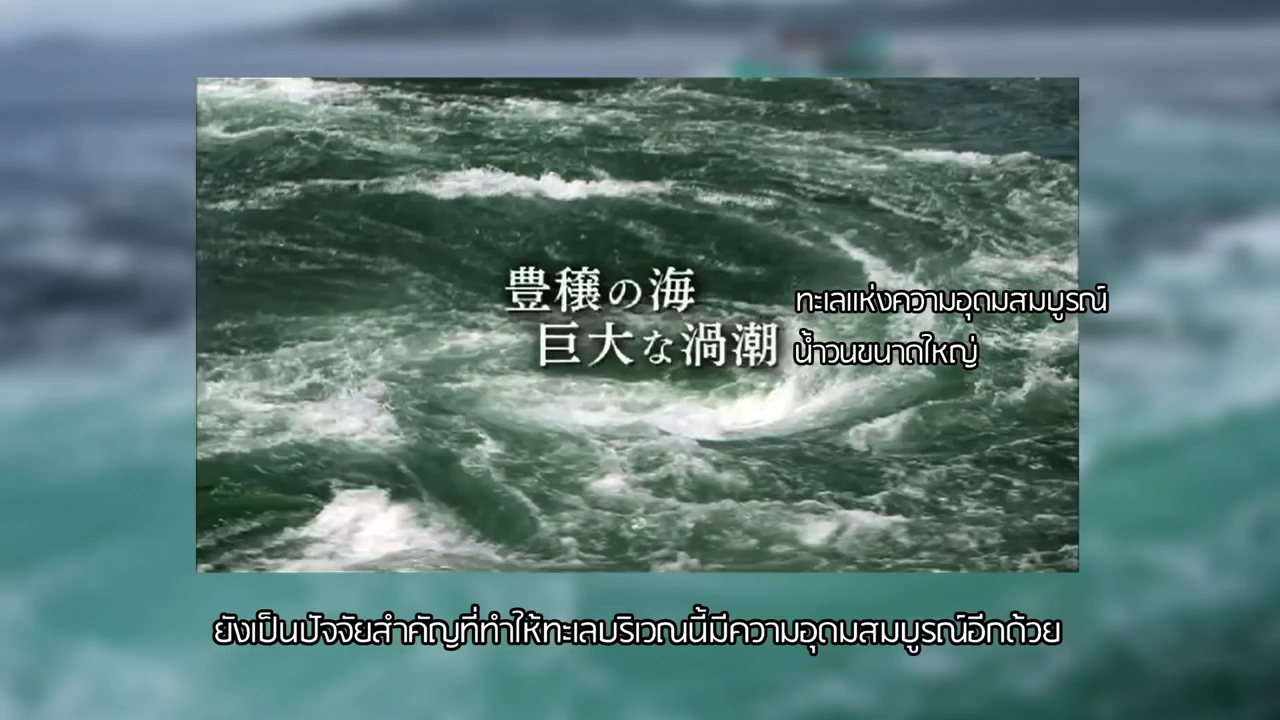 豊穣の海
ทะเลแห่งความอุดมสมบูรณ์
巨大な渦潮
น้ำวนขนาดใหญ่
ยังเป็นปัจจัยสำคัญที่ทำให้ทะเลบริเวณนี้มีความอุดมสมบูรณ์อีกด้วย